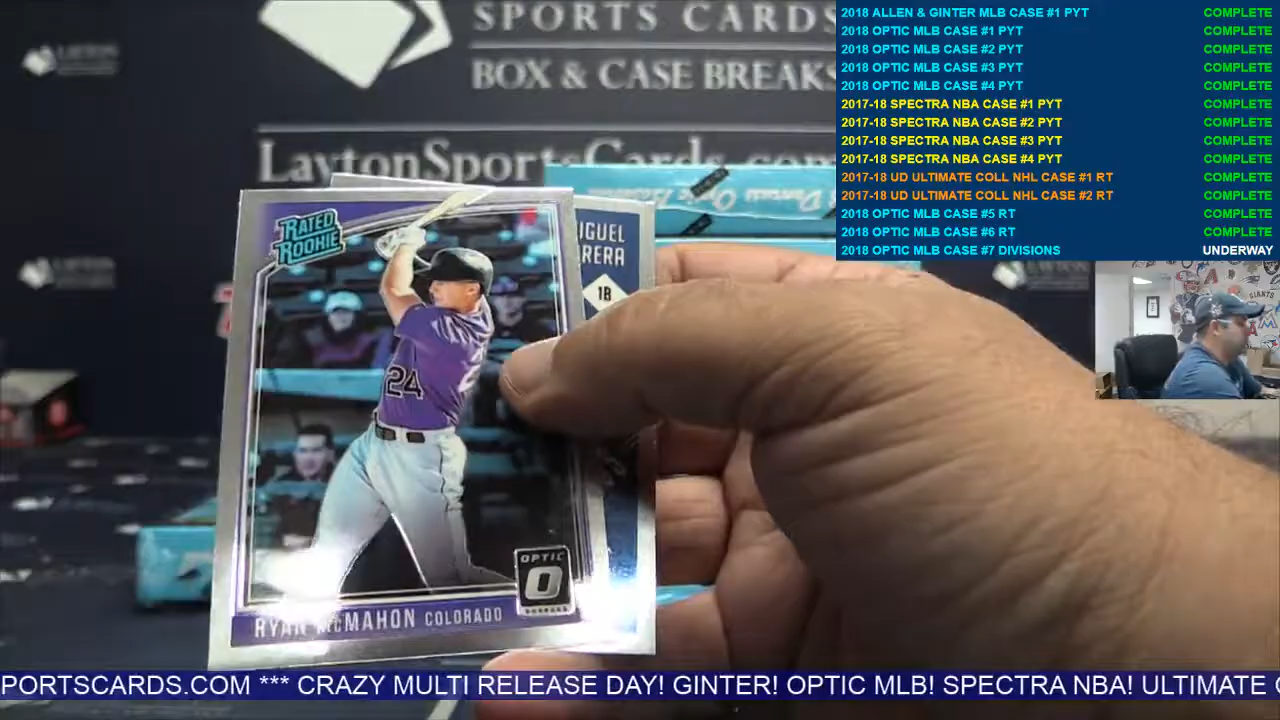 SPORTS CARDS
BOX & CASE BREAKS
LaytonSportsCards.com
LAYTON
LAYTON
2018 ALLEN & GINTER MLB CASE #1 PYT COMPLETE
2018 OPTIC MLB CASE #1 PYT COMPLETE
2018 OPTIC MLB CASE #2 PYT COMPLETE
2018 OPTIC MLB CASE #3 PYT COMPLETE
2018 OPTIC MLB CASE #4 PYT COMPLETE
2017-18 SPECTRA NBA CASE #1 PYT COMPLETE
2017-18 SPECTRA NBA CASE #2 PYT COMPLETE
2017-18 SPECTRA NBA CASE #3 PYT COMPLETE
2017-18 SPECTRA NBA CASE #4 PYT COMPLETE
2017-18 UD ULTIMATE COLL NHL CASE #1 RT COMPLETE
2017-18 UD ULTIMATE COLL NHL CASE #2 RT COMPLETE
2018 OPTIC MLB CASE #5 RT COMPLETE
2018 OPTIC MLB CASE #6 RT COMPLETE
2018 OPTIC MLB CASE #7 DIVISIONS UNDERWAY
RATED
ROOKIE
IGUEL
RERA
1B
24
OPTIC
O
RYAN McMAHON COLORADO
GIANTS
PORTSCARDS.COM *** CRAZY MULTI RELEASE DAY! GINTER! OPTIC MLB! SPECTRA NBA! ULTIMATE